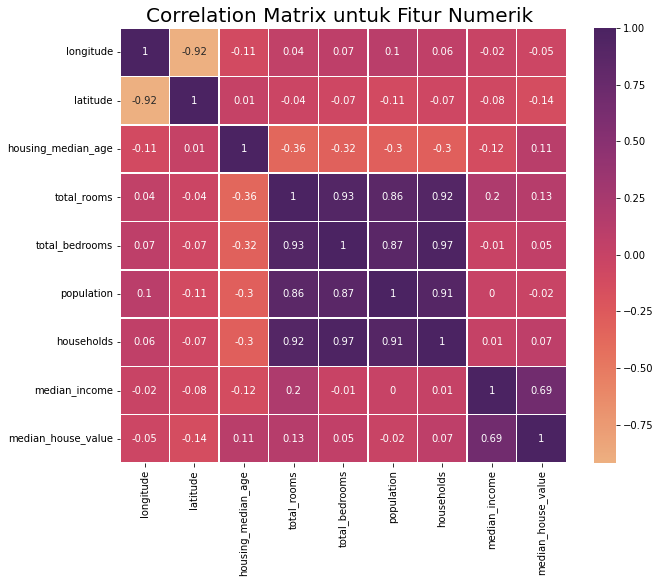 Correlation Matrix untuk Fitur Numerik
longitude 1 -0.92 -0.11 0.04 0.07 0.1 0.06 -0.02 -0.05
latitude -0.92 1 0.01 -0.04 -0.07 -0.11 -0.07 -0.08 -0.14
housing_median_age -0.11 0.01 1 -0.36 -0.32 -0.3 -0.3 -0.12 0.11
total_rooms 0.04 -0.04 -0.36 1 0.93 0.86 0.92 0.2 0.13
total_bedrooms 0.07 -0.07 -0.32 0.93 1 0.87 0.97 -0.01 0.05
population 0.1 -0.11 -0.3 0.86 0.87 1 0.91 0 -0.02
households 0.06 -0.07 -0.3 0.92 0.97 0.91 1 0.01 0.07
median_income -0.02 -0.08 -0.12 0.2 -0.01 0 0.01 1 0.69
median_house_value -0.05 -0.14 0.11 0.13 0.05 -0.02 0.07 0.69 1
longitude
latitude
housing_median_age
total_rooms
total_bedrooms
population
households
median_income
median_house_value
1.00
0.75
0.50
0.25
0.00
-0.25
-0.50
-0.75